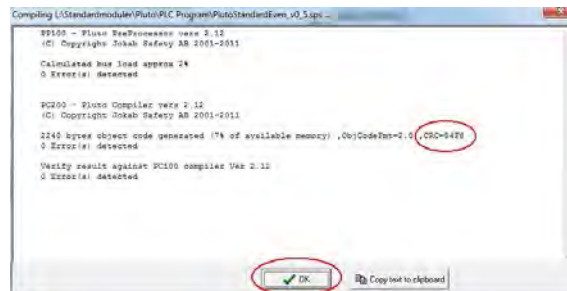 Compiling L:\Standardmoduler\Pluto\PLC Program\PlutoStandardEven_v0_5.sps ...
PP100 - Pluto PreProcessor vers 2.12
(C) Copyright Jokab Safety AB 2001-2011
Calculated bus load approx 2%
0 Error(s) detected
PC200 - Pluto Compiler vers 2.12
(C) Copyright Jokab Safety AB 2001-2011
2240 bytes object code generated (7% of available memory) ,ObjCodeFmt=2.0 ,CRC=84F8
0 Error(s) detected
Verify result against PC100 compiler Ver 2.12
0 Error(s) detected
OK
Copy text to clipboard